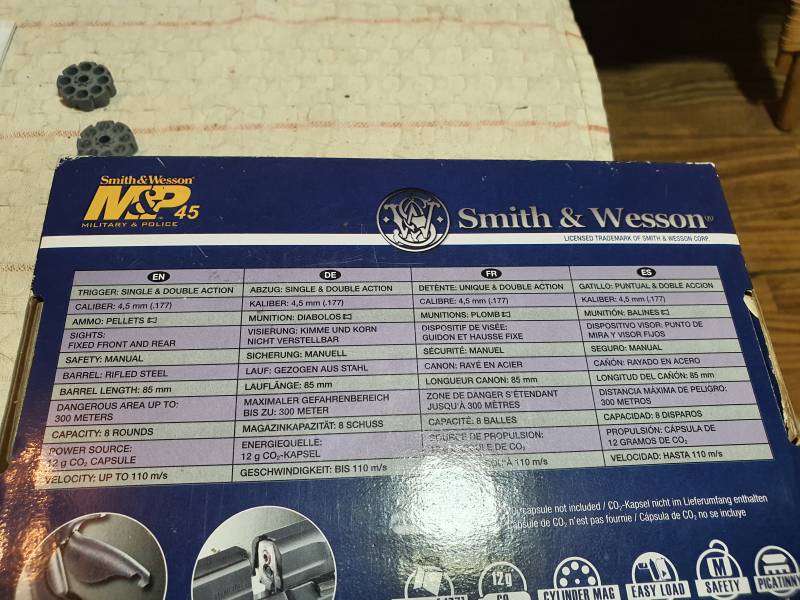 Smith & Wesson
M&P 45
MILITARY & POLICE
Smith & Wesson®
LICENSED TRADEMARK OF SMITH & WESSON CORP.
EN
TRIGGER: SINGLE & DOUBLE ACTION
CALIBER: 4,5 mm (.177)
AMMO: PELLETS
SIGHTS:
FIXED FRONT AND REAR
SAFETY: MANUAL
BARREL: RIFLED STEEL
BARREL LENGTH: 85 mm
DANGEROUS AREA UP TO:
300 METERS
CAPACITY: 8 ROUNDS
POWER SOURCE:
12 g CO₂ CAPSULE
VELOCITY: UP TO 110 m/s
DE
ABZUG: SINGLE & DOUBLE ACTION
KALIBER: 4,5 mm (.177)
MUNITION: DIABOLOS
VISIERUNG: KIMME UND KORN
NICHT VERSTELLBAR
SICHERUNG: MANUELL
LAUF: GEZOGEN AUS STAHL
LAUFLÄNGE: 85 mm
MAXIMALER GEFAHRENBEREICH
BIS ZU: 300 METER
MAGAZINKAPAZITÄT: 8 SCHUSS
ENERGIEQUELLE:
12 g CO₂-KAPSEL
GESCHWINDIGKEIT: BIS 110 m/s
FR
DÉTENTE: UNIQUE & DOUBLE ACTION
CALIBRE: 4,5 mm (.177)
MUNITIONS: PLOMB
DISPOSITIF DE VISÉE:
GUIDON ET HAUSSE FIXE
SÉCURITÉ: MANUEL
CANON: RAYÉ EN ACIER
LONGUEUR CANON: 85 mm
ZONE DE DANGER S'ÉTENDANT
JUSQU'À 300 MÈTRES
CAPACITÉ: 8 BALLES
SOURCE DE PROPULSION:
DE CO₂
110 m/s
ES
GATILLO: PUNTUAL & DOBLE ACCION
KALIBER: 4,5 mm (.177)
MUNITIÓN: BALINES
DISPOSITIVO VISOR: PUNTO DE
MIRA Y VISOR FIJOS
SEGURO: MANUAL
CAÑÓN: RAYADO EN ACERO
LONGITUD DEL CAÑÓN: 85 mm
DISTANCIA MÁXIMA DE PELIGRO:
300 METROS
CAPACIDAD: 8 DISPAROS
PROPULSIÓN: CÁPSULA DE
12 GRAMOS DE CO₂
VELOCIDAD: HASTA 110 m/s
capsule not included / CO₂-Kapsel nicht im Lieferumfang enthalten
Capsule de CO₂ n'est pas fournie / Cápsula de CO₂ no se incluye
12g
CO₂
CYLINDER MAG
EASY LOAD
M
SAFETY
PICATINNY